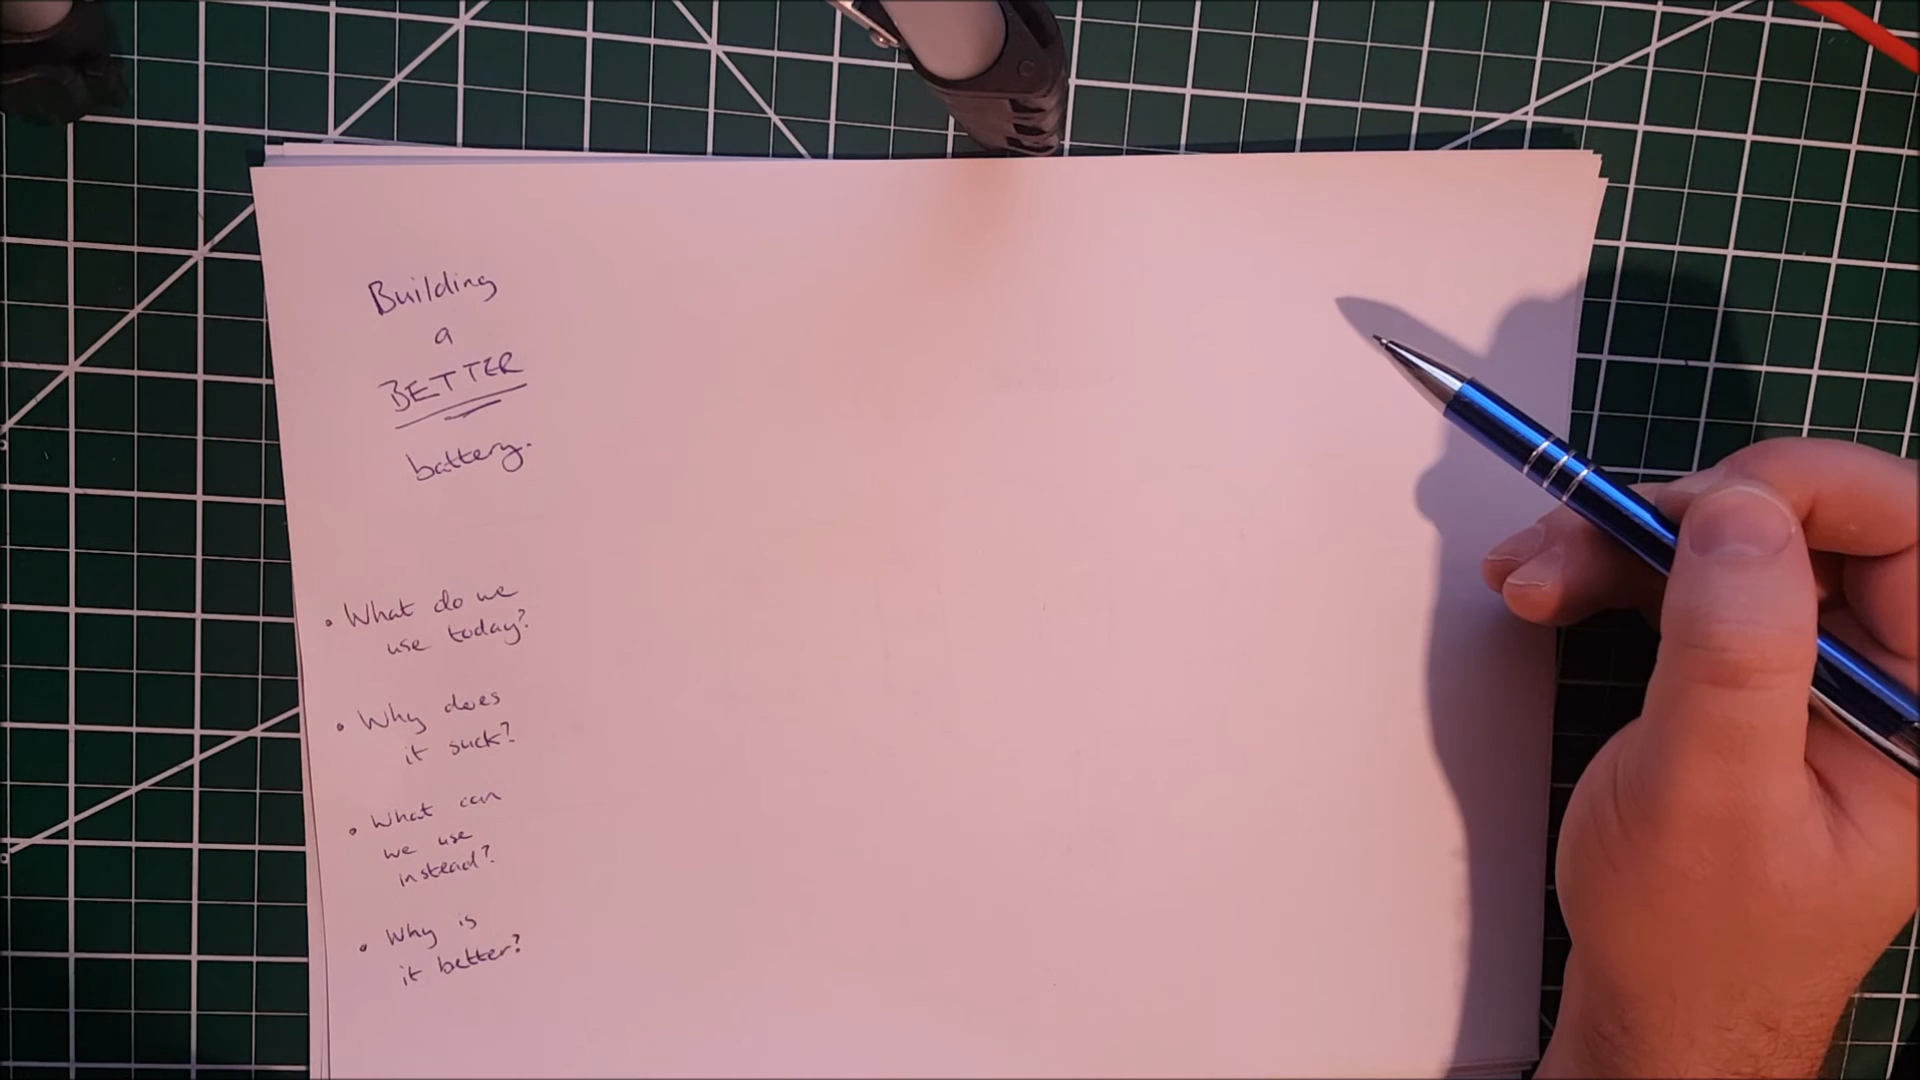 Building
a
BETTER
battery.
• What do we
use today?
• Why does
it suck?
• What can
we use
instead?
• Why is
it better?